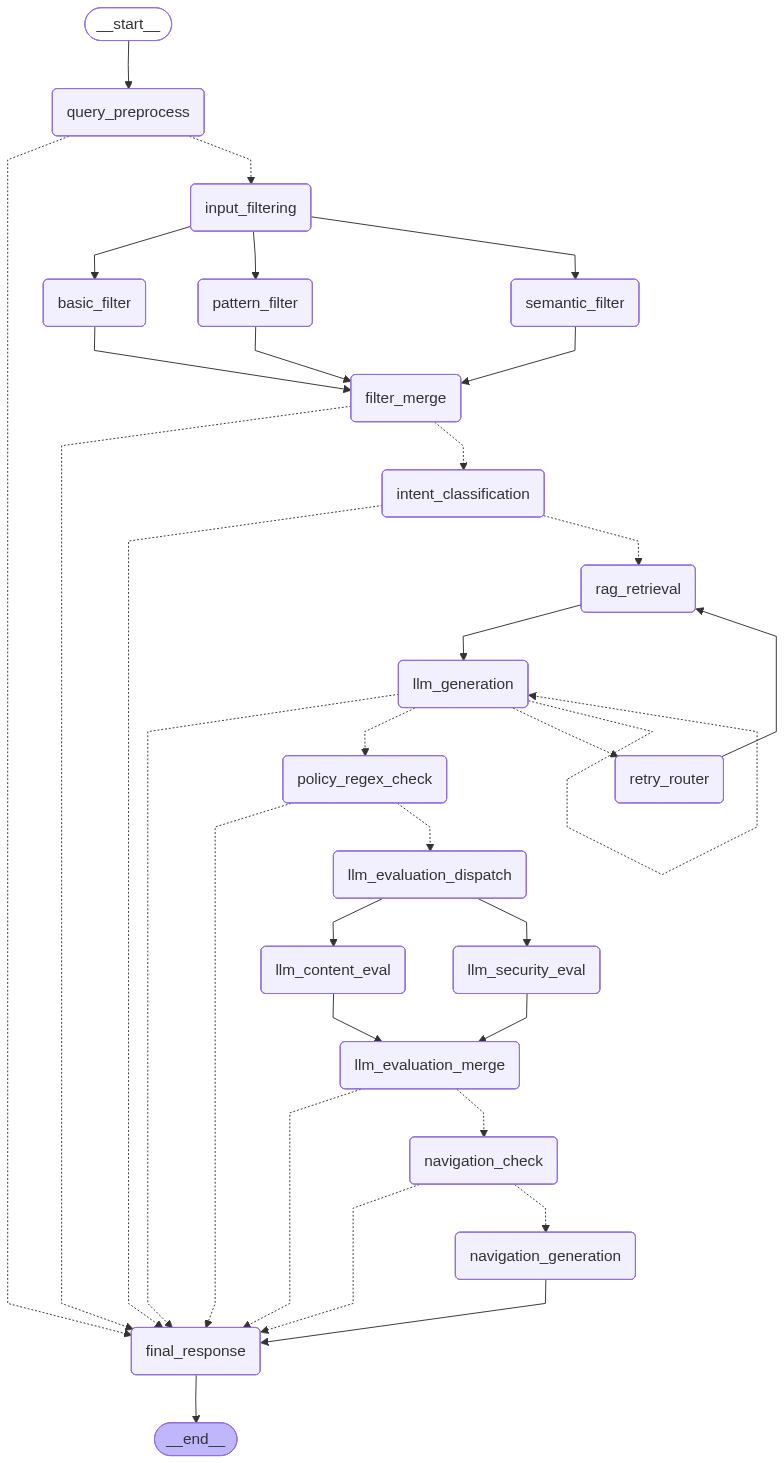 __start__
query_preprocess
input_filtering
basic_filter
pattern_filter
semantic_filter
filter_merge
intent_classification
rag_retrieval
llm_generation
policy_regex_check
retry_router
llm_evaluation_dispatch
llm_content_eval
llm_security_eval
llm_evaluation_merge
navigation_check
navigation_generation
final_response
__end__